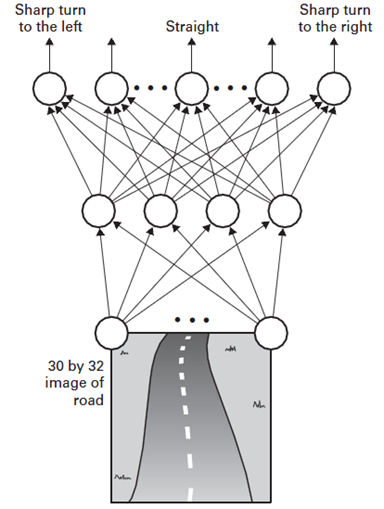 Sharp turn
to the left
Straight
Sharp turn
to the right
30 by 32
image of
road